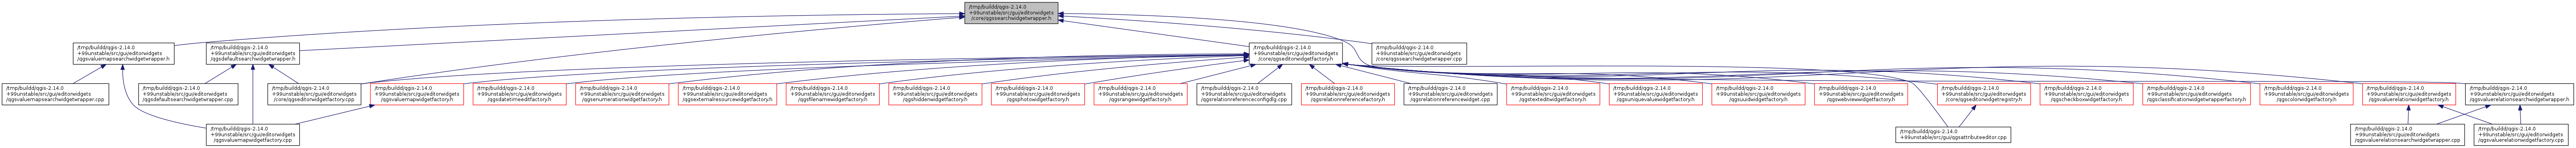 /tmp/buildd/qgis-2.14.0
+99unstable/src/gui/editorwidgets
/core/qgssearchwidgetwrapper.h
/tmp/buildd/qgis-2.14.0
+99unstable/src/gui/editorwidgets
/qgsvaluemapsearchwidgetwrapper.h
/tmp/buildd/qgis-2.14.0
+99unstable/src/gui/editorwidgets
/qgsdefaultsearchwidgetwrapper.h
/tmp/buildd/qgis-2.14.0
+99unstable/src/gui/editorwidgets
/core/qgseditorwidgetfactory.h
/tmp/buildd/qgis-2.14.0
+99unstable/src/gui/editorwidgets
/core/qgssearchwidgetwrapper.cpp
/tmp/buildd/qgis-2.14.0
+99unstable/src/gui/editorwidgets
/qgsvaluemapsearchwidgetwrapper.cpp
/tmp/buildd/qgis-2.14.0
+99unstable/src/gui/editorwidgets
/qgsdefaultsearchwidgetwrapper.cpp
/tmp/buildd/qgis-2.14.0
+99unstable/src/gui/editorwidgets
/core/qgseditorwidgetfactory.cpp
/tmp/buildd/qgis-2.14.0
+99unstable/src/gui/editorwidgets
/qgsvaluemapwidgetfactory.h
/tmp/buildd/qgis-2.14.0
+99unstable/src/gui/editorwidgets
/qgsdatetimeeditfactory.h
/tmp/buildd/qgis-2.14.0
+99unstable/src/gui/editorwidgets
/qgsenumerationwidgetfactory.h
/tmp/buildd/qgis-2.14.0
+99unstable/src/gui/editorwidgets
/qgsexternalresourcewidgetfactory.h
/tmp/buildd/qgis-2.14.0
+99unstable/src/gui/editorwidgets
/qgsfilenamewidgetfactory.h
/tmp/buildd/qgis-2.14.0
+99unstable/src/gui/editorwidgets
/qgshiddenwidgetfactory.h
/tmp/buildd/qgis-2.14.0
+99unstable/src/gui/editorwidgets
/qgsphotowidgetfactory.h
/tmp/buildd/qgis-2.14.0
+99unstable/src/gui/editorwidgets
/qgsrangewidgetfactory.h
/tmp/buildd/qgis-2.14.0
+99unstable/src/gui/editorwidgets
/qgsrelationreferenceconfigdlg.cpp
/tmp/buildd/qgis-2.14.0
+99unstable/src/gui/editorwidgets
/qgsrelationreferencefactory.h
/tmp/buildd/qgis-2.14.0
+99unstable/src/gui/editorwidgets
/qgsrelationreferencewidget.cpp
/tmp/buildd/qgis-2.14.0
+99unstable/src/gui/editorwidgets
/qgstexteditwidgetfactory.h
/tmp/buildd/qgis-2.14.0
+99unstable/src/gui/editorwidgets
/qgsuniquevaluewidgetfactory.h
/tmp/buildd/qgis-2.14.0
+99unstable/src/gui/editorwidgets
/qgsuuidwidgetfactory.h
/tmp/buildd/qgis-2.14.0
+99unstable/src/gui/editorwidgets
/qgswebviewwidgetfactory.h
/tmp/buildd/qgis-2.14.0
+99unstable/src/gui/editorwidgets
/core/qgseditorwidgetregistry.h
/tmp/buildd/qgis-2.14.0
+99unstable/src/gui/editorwidgets
/qgscheckboxwidgetfactory.h
/tmp/buildd/qgis-2.14.0
+99unstable/src/gui/editorwidgets
/qgsclassificationwidgetwrapperfactory.h
/tmp/buildd/qgis-2.14.0
+99unstable/src/gui/editorwidgets
/qgscolorwidgetfactory.h
/tmp/buildd/qgis-2.14.0
+99unstable/src/gui/editorwidgets
/qgsvaluerelationwidgetfactory.h
/tmp/buildd/qgis-2.14.0
+99unstable/src/gui/editorwidgets
/qgsvaluerelationsearchwidgetwrapper.h
/tmp/buildd/qgis-2.14.0
+99unstable/src/gui/editorwidgets
/qgsvaluemapwidgetfactory.cpp
/tmp/buildd/qgis-2.14.0
+99unstable/src/gui/qgsattributeeditor.cpp
/tmp/buildd/qgis-2.14.0
+99unstable/src/gui/editorwidgets
/qgsvaluerelationsearchwidgetwrapper.cpp
/tmp/buildd/qgis-2.14.0
+99unstable/src/gui/editorwidgets
/qgsvaluerelationwidgetfactory.cpp